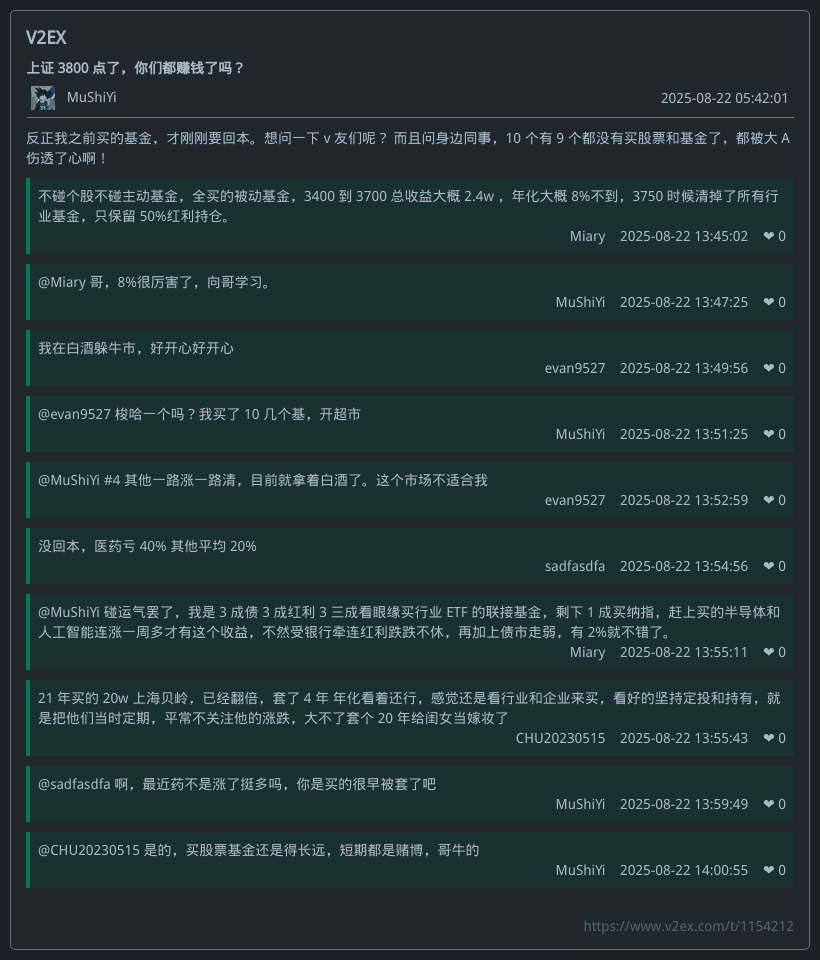 V2EX
上证 3800 点了，你们都赚钱了吗？
MuShiYi 2025-08-22 05:42:01
反正我之前买的基金，才刚刚要回本。想问一下 v 友们呢？ 而且问身边同事，10 个有 9 个都没有买股票和基金了，都被大 A
伤透了心啊！
不碰个股不碰主动基金，全买的被动基金，3400 到 3700 总收益大概 2.4w ，年化大概 8%不到，3750 时候清掉了所有行
业基金，只保留 50%红利持仓。
Miary 2025-08-22 13:45:02 ❤ 0
@Miary 哥，8%很厉害了，向哥学习。
MuShiYi 2025-08-22 13:47:25 ❤ 0
我在白酒躲牛市，好开心好开心
evan9527 2025-08-22 13:49:56 ❤ 0
@evan9527 梭哈一个吗？我买了 10 几个基，开超市
MuShiYi 2025-08-22 13:51:25 ❤ 0
@MuShiYi #4 其他一路涨一路清，目前就拿着白酒了。这个市场不适合我
evan9527 2025-08-22 13:52:59 ❤ 0
没回本，医药亏 40% 其他平均 20%
sadfasdfa 2025-08-22 13:54:56 ❤ 0
@MuShiYi 碰运气罢了，我是 3 成债 3 成红利 3 三成看眼缘买行业 ETF 的联接基金，剩下 1 成买纳指，赶上买的半导体和
人工智能连涨一周多才有这个收益，不然受银行牵连红利跌跌不休，再加上债市走弱，有 2%就不错了。
Miary 2025-08-22 13:55:11 ❤ 0
21 年买的 20w 上海贝岭，已经翻倍，套了 4 年 年化看着还行，感觉还是看行业和企业来买，看好的坚持定投和持有，就
是把他们当时定期，平常不关注他的涨跌，大不了套个 20 年给闺女当嫁妆了
CHU20230515 2025-08-22 13:55:43 ❤ 0
@sadfasdfa 啊，最近药不是涨了挺多吗，你是买的很早被套了吧
MuShiYi 2025-08-22 13:59:49 ❤ 0
@CHU20230515 是的，买股票基金还是得长远，短期都是赌博，哥牛的
MuShiYi 2025-08-22 14:00:55 ❤ 0
https://www.v2ex.com/t/1154212